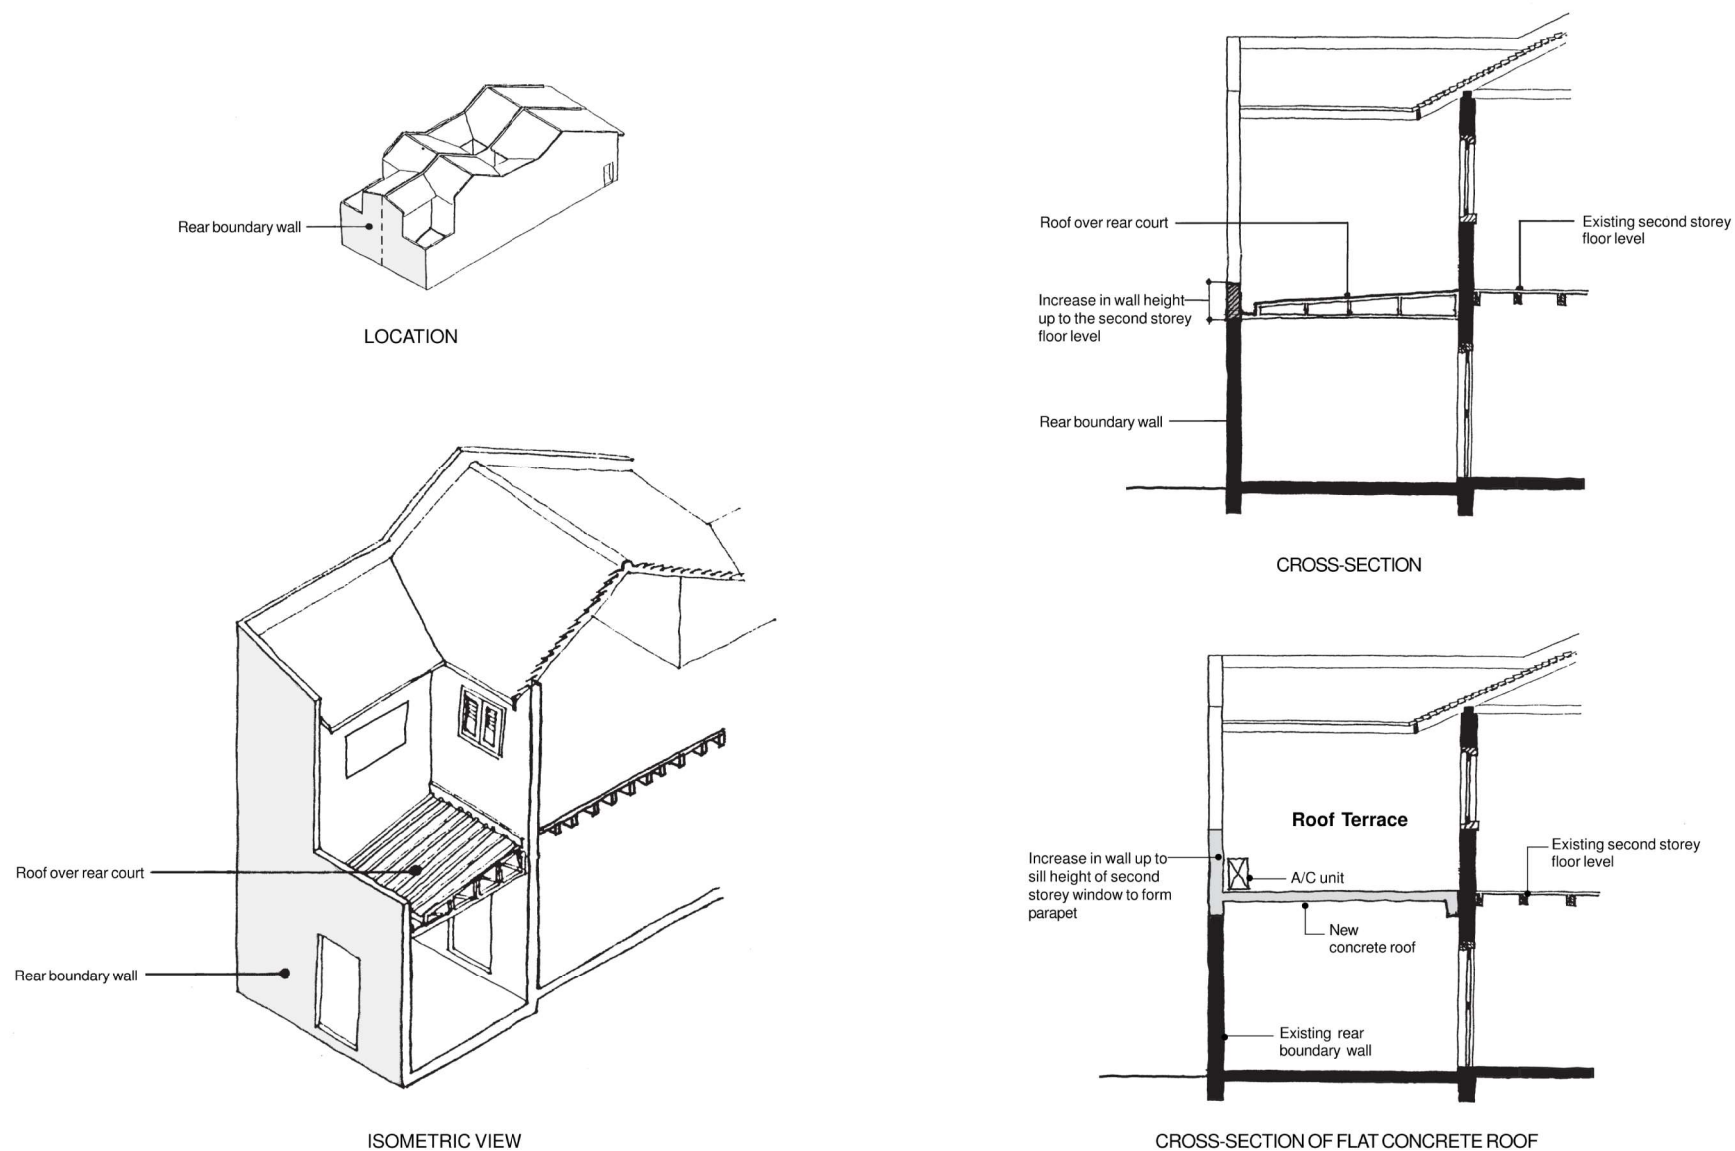 Rear boundary wall
LOCATION
Roof over rear court
Rear boundary wall
ISOMETRIC VIEW
Roof over rear court
Existing second storey
floor level
Increase in wall height
up to the second storey
floor level
Rear boundary wall
CROSS-SECTION
Roof Terrace
Increase in wall up to
sill height of second
storey window to form
parapet
A/C unit
Existing second storey
floor level
New
concrete roof
Existing rear
boundary wall
CROSS-SECTION OF FLAT CONCRETE ROOF